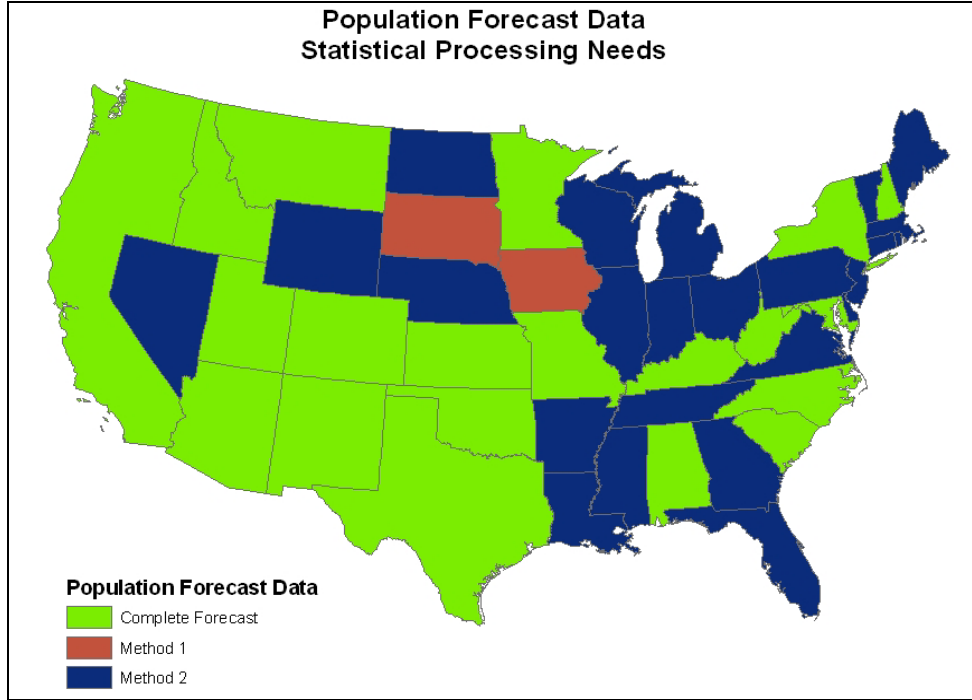 Population Forecast Data
Statistical Processing Needs
Population Forecast Data
Complete Forecast
Method 1
Method 2